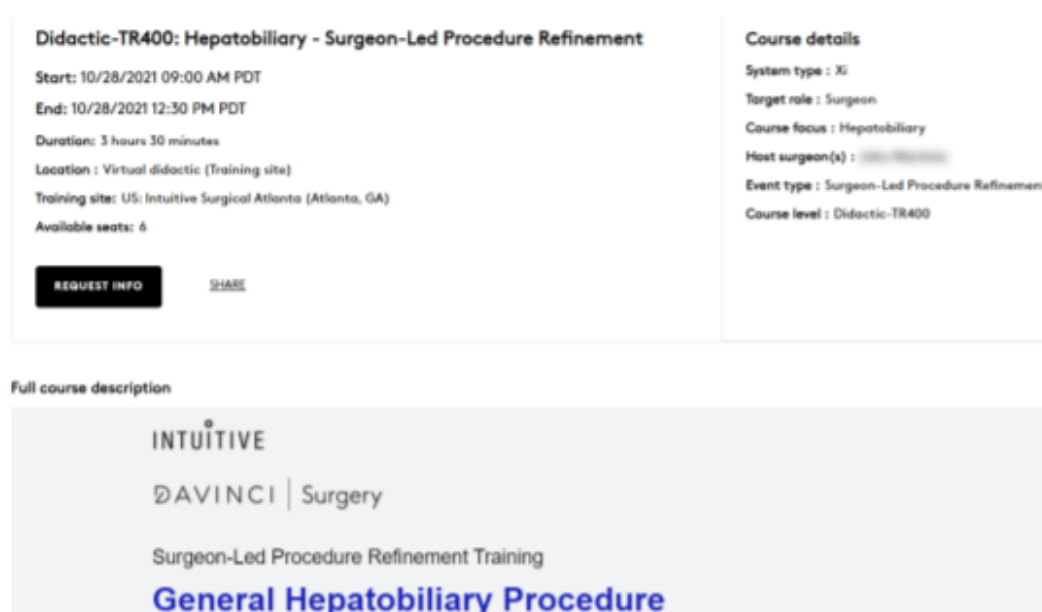 Didactic-TR400: Hepatobiliary - Surgeon-Led Procedure Refinement
Start: 10/28/2021 09:00 AM PDT
End: 10/28/2021 12:30 PM PDT
Duration: 3 hours 30 minutes
Location : Virtual didactic (Training site)
Training site: US: Intuitive Surgical Atlanta (Atlanta, GA)
Available seats: 6
REQUEST INFO
SHARE
Course details
System type : Xi
Target role : Surgeon
Course focus : Hepatobiliary
Host surgeon(s) :
Event type : Surgeon-Led Procedure Refinement
Course level : Didactic-TR400
Full course description
INTUITIVE
DAVINCI | Surgery
Surgeon-Led Procedure Refinement Training
General Hepatobiliary Procedure